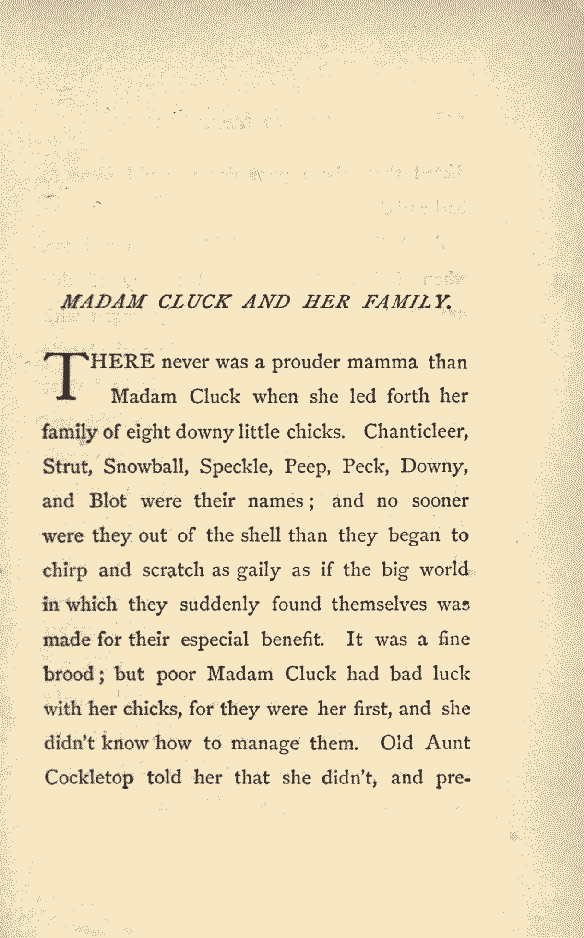 MADAM CLUCK AND HER FAMILY.
THERE never was a prouder mamma than
Madam Cluck when she led forth her
family of eight downy little chicks. Chanticleer,
Strut, Snowball, Speckle, Peep, Peck, Downy,
and Blot were their names; and no sooner
were they out of the shell than they began to
chirp and scratch as gaily as if the big world
in which they suddenly found themselves was
made for their especial benefit. It was a fine
brood; but poor Madam Cluck had bad luck
with her chicks, for they were her first, and she
didn't know how to manage them. Old Aunt
Cockletop told her that she didn't, and pre-